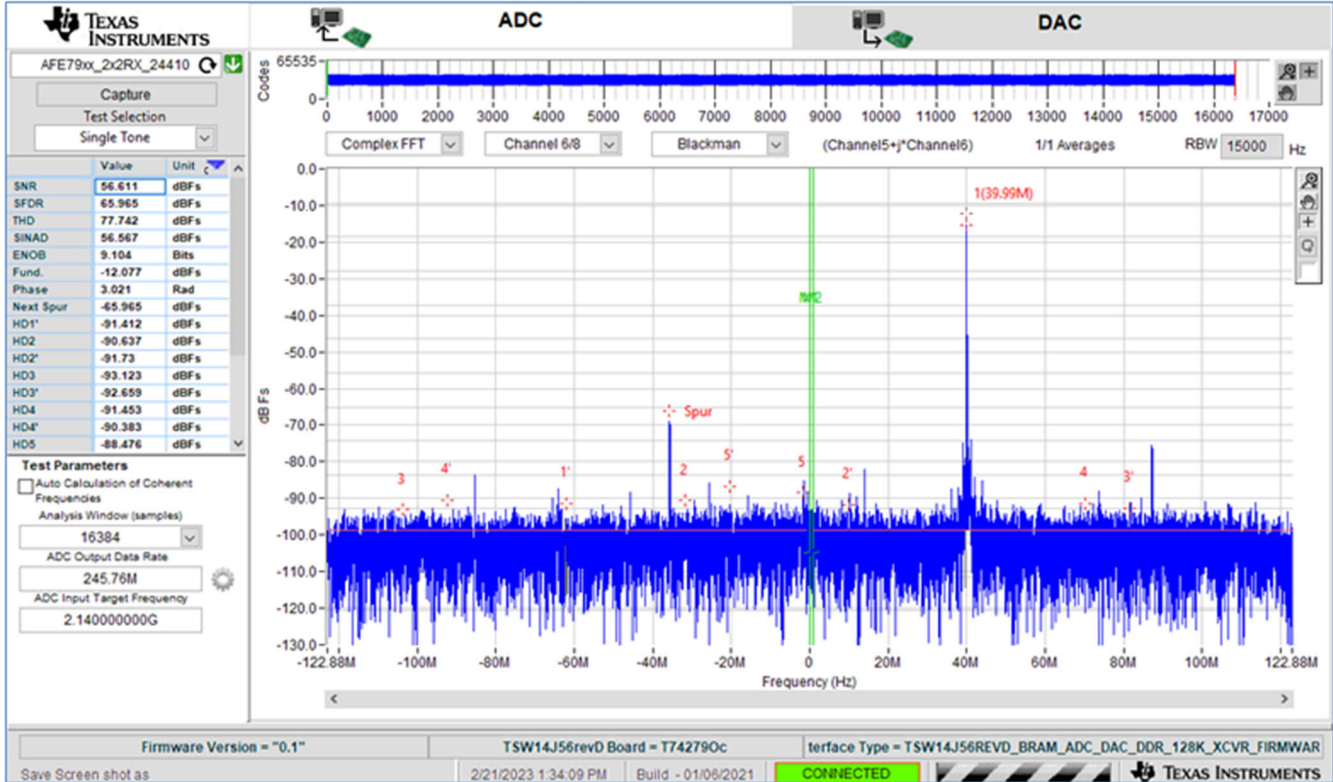 TEXAS
INSTRUMENTS
ADC
DAC
AFE79xx_2x2RX_24410
Capture
Test Selection
Single Tone
Value Unit
SNR 56.611 dBFs
SFDR 65.965 dBFs
THD 77.742 dBFs
SINAD 56.567 dBFs
ENOB 9.104 Bits
Fund. -12.077 dBFs
Phase 3.021 Rad
Next Spur -65.965 dBFs
HD1' -91.412 dBFs
HD2 -90.637 dBFs
HD2' -91.73 dBFs
HD3 -93.123 dBFs
HD3' -92.659 dBFs
HD4 -91.453 dBFs
HD4' -90.383 dBFs
HD5 -88.476 dBFs
Test Parameters
Auto Calculation of Coherent
Frequencies
Analysis Window (samples)
16384
ADC Output Data Rate
245.76M
ADC Input Target Frequency
2.140000000G
Codes
65535
0
0 1000 2000 3000 4000 5000 6000 7000 8000 9000 10000 11000 12000 13000 14000 15000 16000 17000
Complex FFT Channel 6/8 Blackman (Channel5+j*Channel6) 1/1 Averages RBW 15000 Hz
dBFs
0.0
-10.0
-20.0
-30.0
-40.0
-50.0
-60.0
-70.0
-80.0
-90.0
-100.0
-110.0
-120.0
-130.0
1(39.99M)
Spur
3 4' 1' 2 5' 5 2' 4 3'
-122.88M -100M -80M -60M -40M -20M 0 20M 40M 60M 80M 100M 122.88M
Frequency (Hz)
Firmware Version = "0.1"
TSW14J56revD Board = T74279Oc
terface Type = TSW14J56REVD_BRAM_ADC_DAC_DDR_128K_XCVR_FIRMWAR
Save Screen shot as
2/21/2023 1:34:09 PM
Build - 01/06/2021
CONNECTED
TEXAS INSTRUMENTS